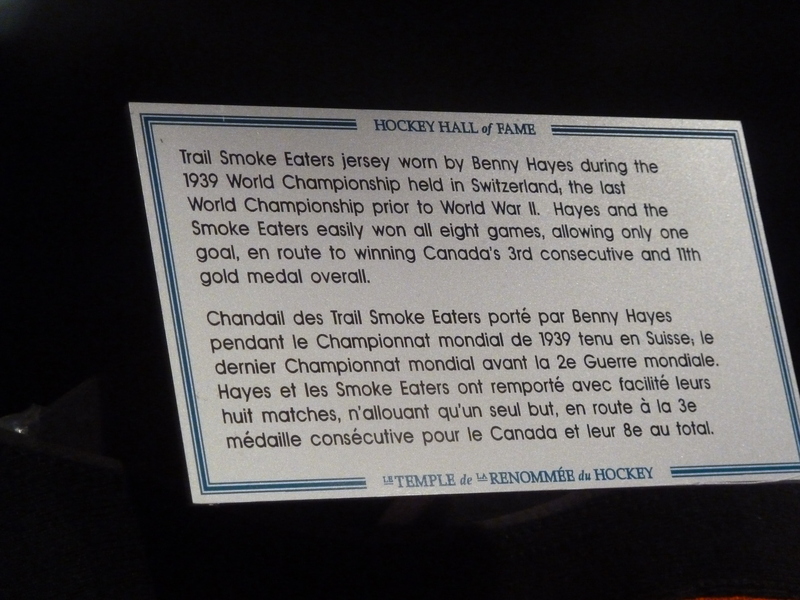 HOCKEY HALL of FAME
Trail Smoke Eaters jersey worn by Benny Hayes during the
1939 World Championship held in Switzerland, the last
World Championship prior to World War II. Hayes and the
Smoke Eaters easily won all eight games, allowing only one
goal, en route to winning Canada's 3rd consecutive and 11th
gold medal overall.
Chandail des Trail Smoke Eaters porté par Benny Hayes
pendant le Championnat mondial de 1939 tenu en Suisse, le
dernier Championnat mondial avant la 2e Guerre mondiale.
Hayes et les Smoke Eaters ont remporté avec facilité leurs
huit matches, n'allouant qu'un seul but, en route à la 3e
médaille consécutive pour le Canada et leur 8e au total.
LE TEMPLE de LA RENOMMÉE du HOCKEY